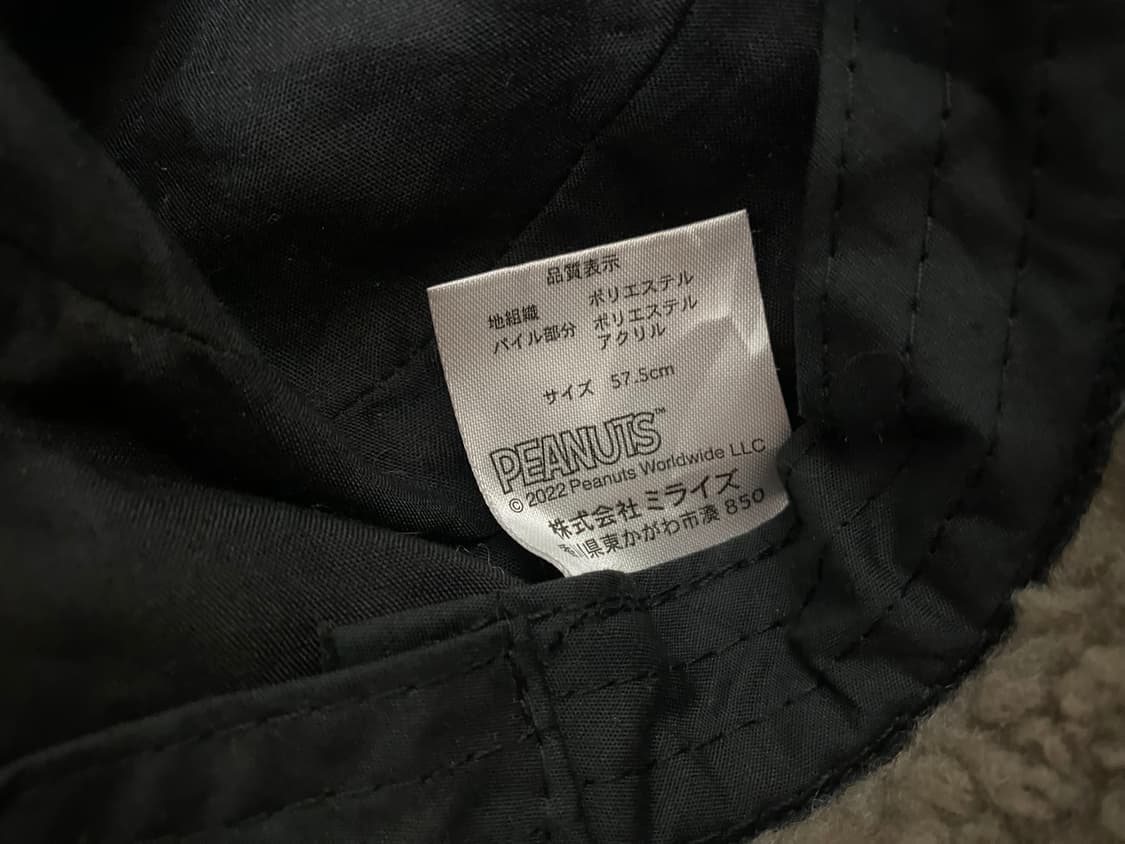 品質表示
地組織 ポリエステル
パイル部分 ポリエステル
アクリル
サイズ 57.5cm
PEANUTS™
© 2022 Peanuts Worldwide LLC
株式会社ミライズ
川県東かがわ市湊 850